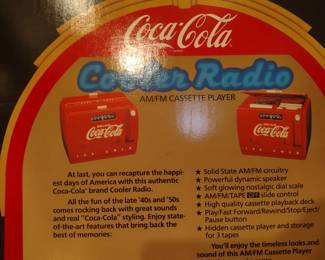 Coca-Cola
Cooler Radio
AM/FM CASSETTE PLAYER
Coca-Cola
Coca-Cola
At last, you can recapture the happi-
est days of America with this authentic
Coca-Cola brand Cooler Radio.
All the fun of the late '40s and '50s
comes rocking back with great sounds
and real "Coca-Cola" styling. Enjoy state-
of-the-art features that bring back the
best of memories:
★ Solid State AM/FM circuitry
★ Powerful dynamic speaker
★ Soft glowing nostalgic dial scale
★ AM/FM/TAPE slide control
★ High quality cassette playback deck
★ Play/Fast Forward/Rewind/Stop/Eject/
Pause button
★ Hidden cassette player and storage
for 3 tapes
You'll enjoy the timeless looks and
sound of this AM/FM Cassette Player